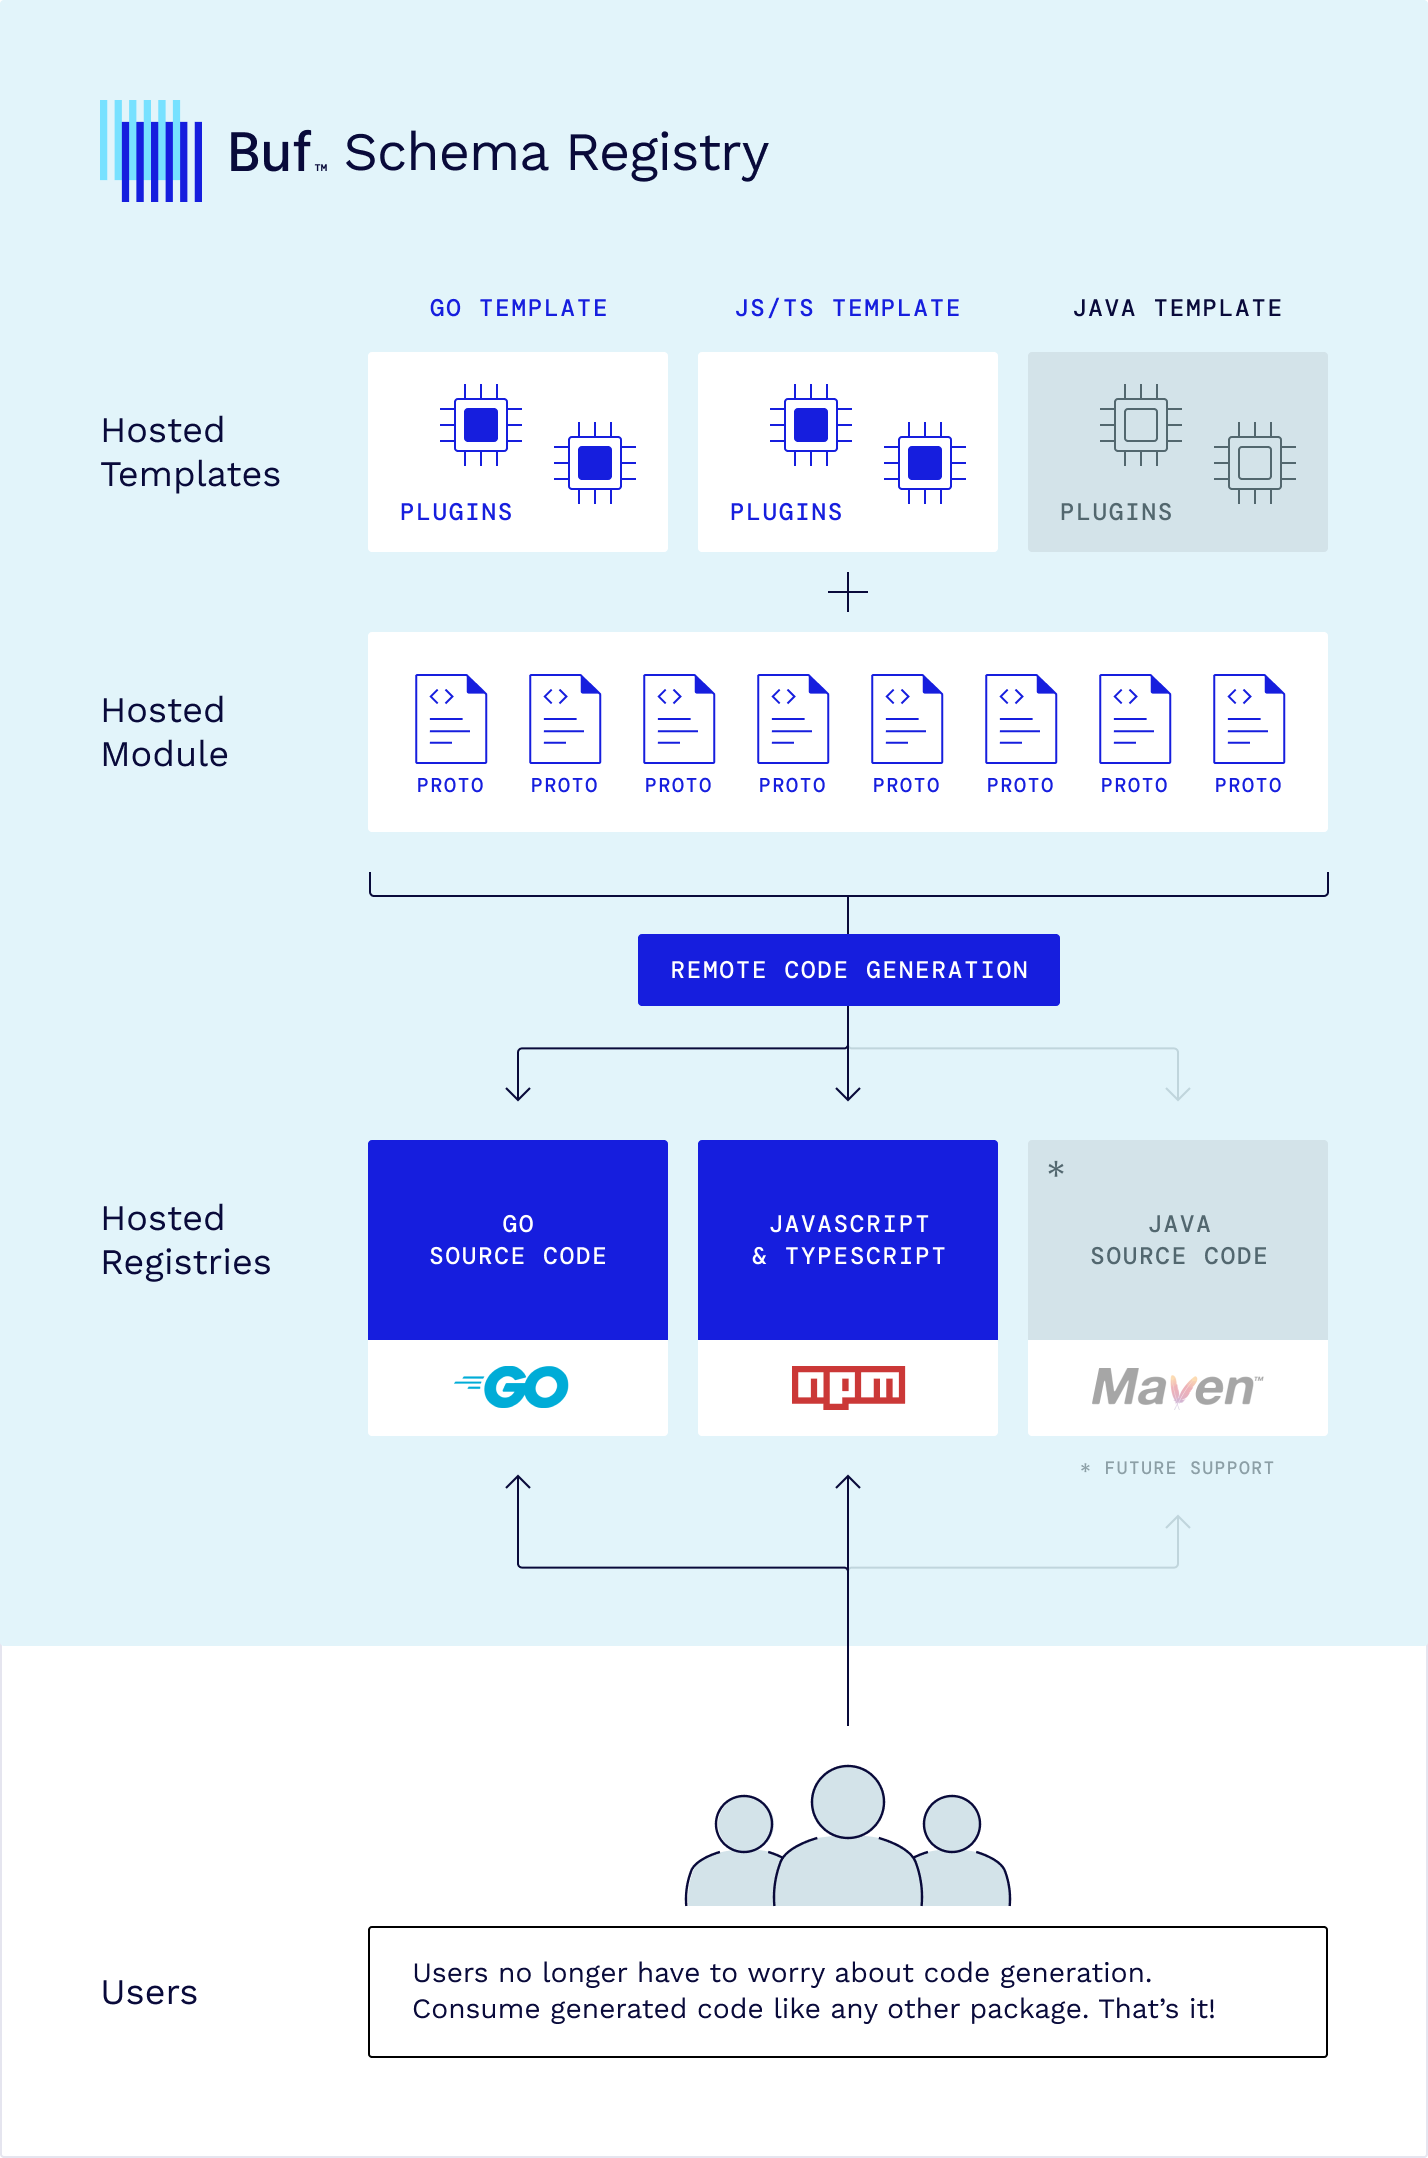 Buf™ Schema Registry
GO TEMPLATE
JS/TS TEMPLATE
JAVA TEMPLATE
Hosted
Templates
PLUGINS
PLUGINS
PLUGINS
Hosted
Module
PROTO
PROTO
PROTO
PROTO
PROTO
PROTO
PROTO
PROTO
REMOTE CODE GENERATION
Hosted
Registries
GO
SOURCE CODE
JAVASCRIPT
& TYPESCRIPT
*
JAVA
SOURCE CODE
GO
npm
Maven™
* FUTURE SUPPORT
Users
Users no longer have to worry about code generation.
Consume generated code like any other package. That’s it!